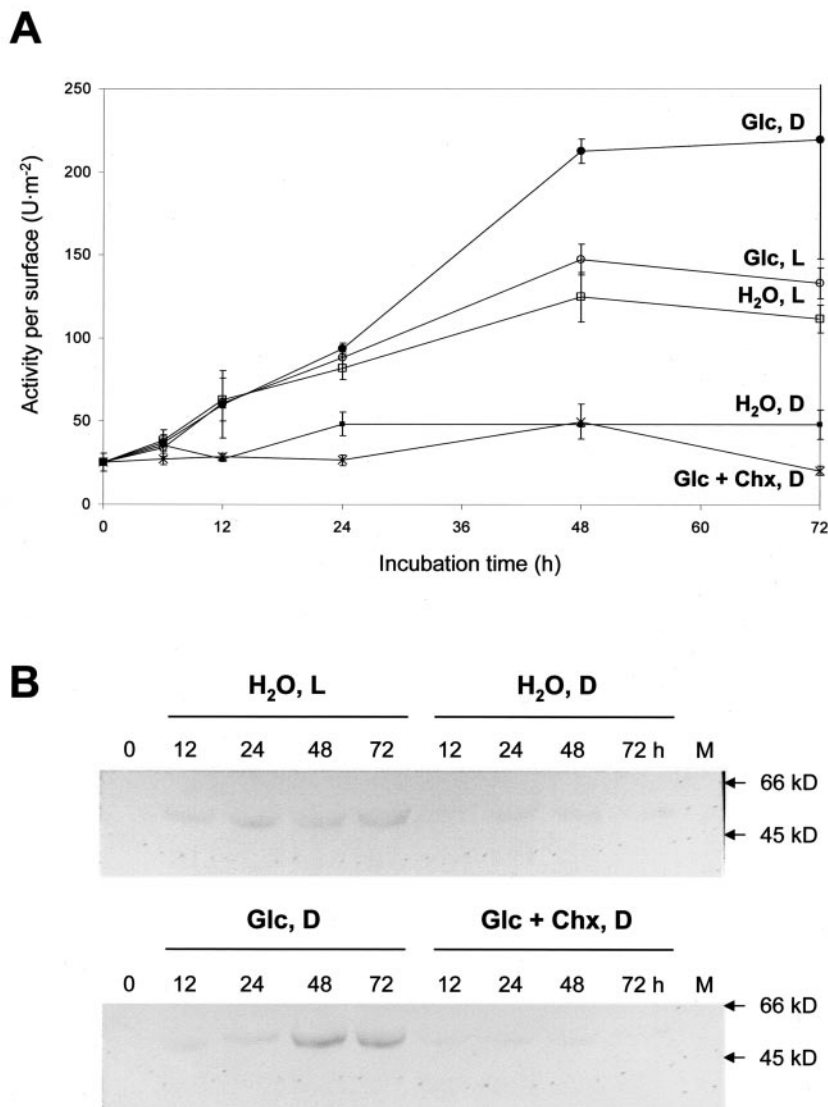 A
250
200
150
100
50
0
Activity per surface (U·m⁻²)
Glc, D
Glc, L
H₂O, L
H₂O, D
Glc + Chx, D
0 12 24 36 48 60 72
Incubation time (h)
B
H₂O, L H₂O, D
0 12 24 48 72 12 24 48 72 h M
66 kD
45 kD
Glc, D Glc + Chx, D
0 12 24 48 72 12 24 48 72 h M
66 kD
45 kD